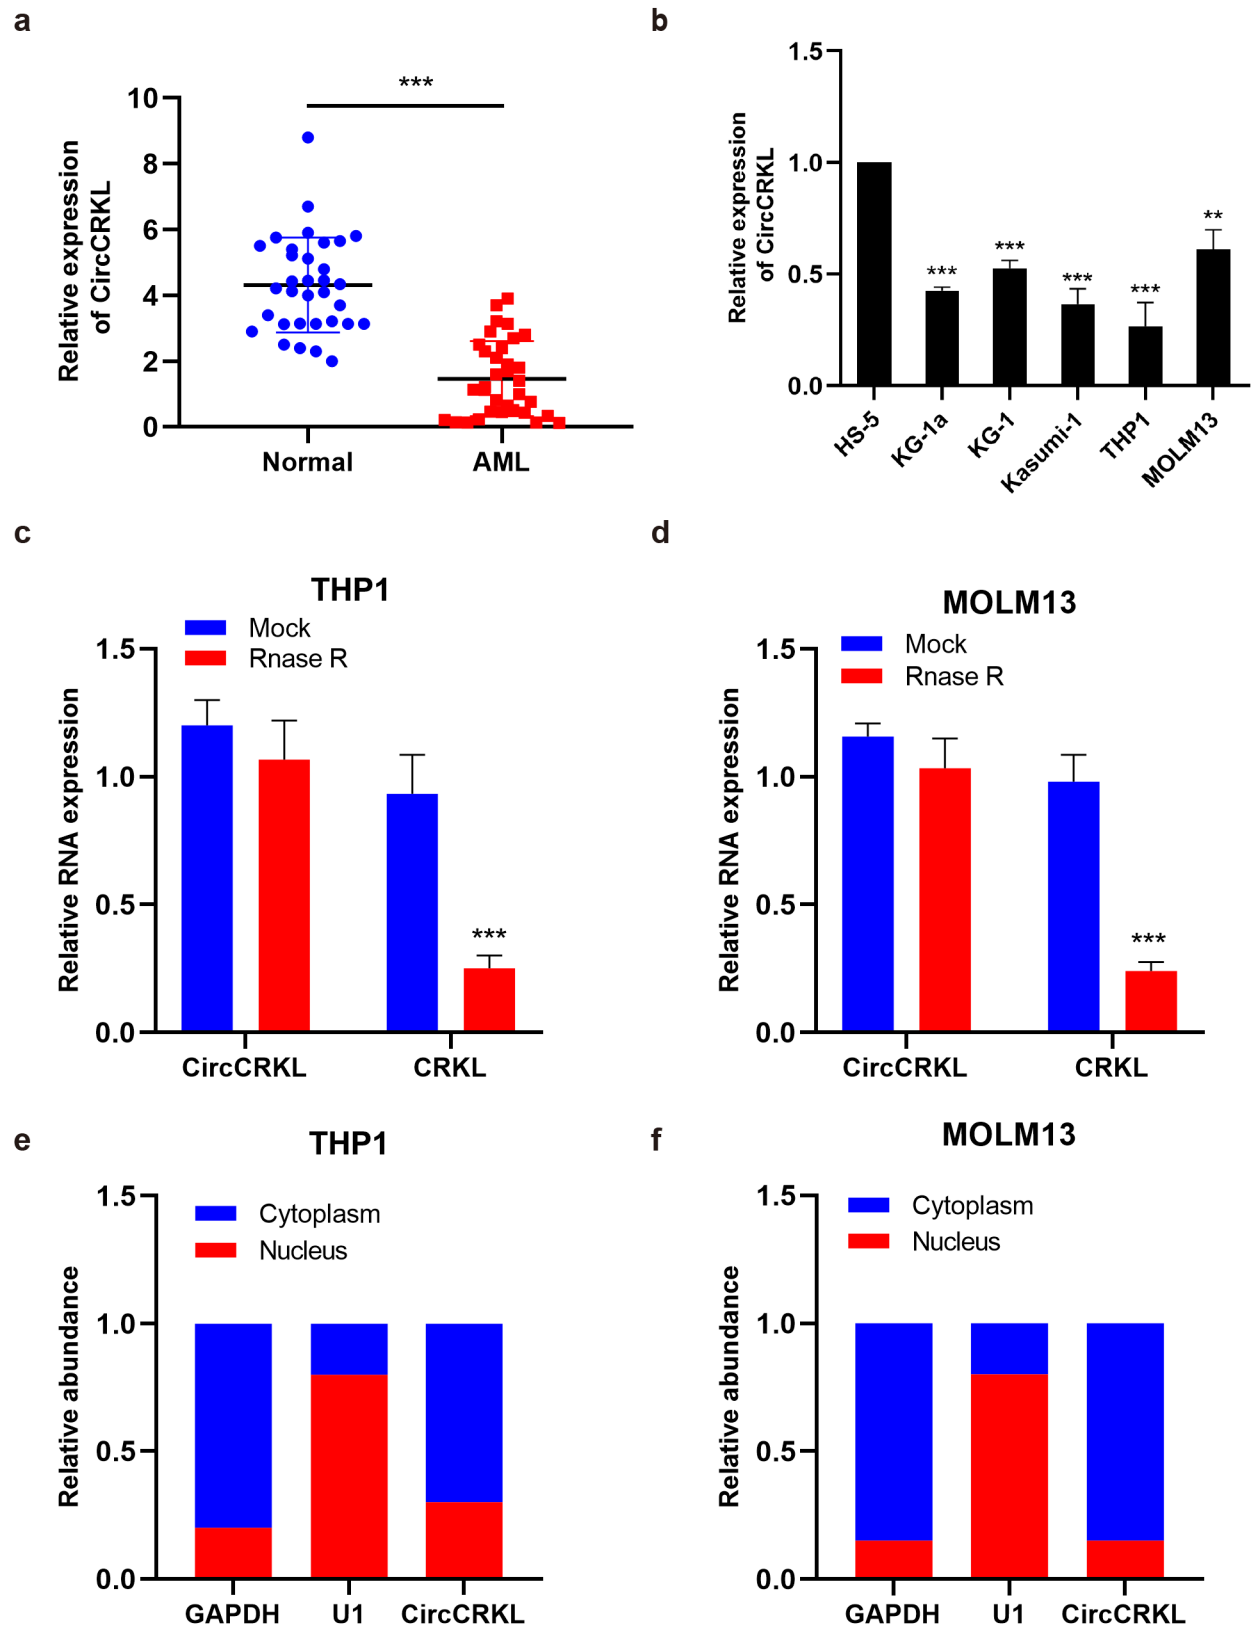 a
***
10
8
6
4
2
0
Relative expression
of CircCRKL
Normal
AML
b
1.5
1.0
0.5
0.0
Relative expression
of CircCRKL
***
***
***
***
**
HS-5
KG-1a
KG-1
Kasumi-1
THP1
MOLM13
c
THP1
Mock
Rnase R
1.5
1.0
0.5
0.0
Relative RNA expression
***
CircCRKL
CRKL
d
MOLM13
Mock
Rnase R
1.5
1.0
0.5
0.0
Relative RNA expression
***
CircCRKL
CRKL
e
THP1
Cytoplasm
Nucleus
1.5
1.0
0.5
0.0
Relative abundance
GAPDH
U1
CircCRKL
f
MOLM13
Cytoplasm
Nucleus
1.5
1.0
0.5
0.0
Relative abundance
GAPDH
U1
CircCRKL